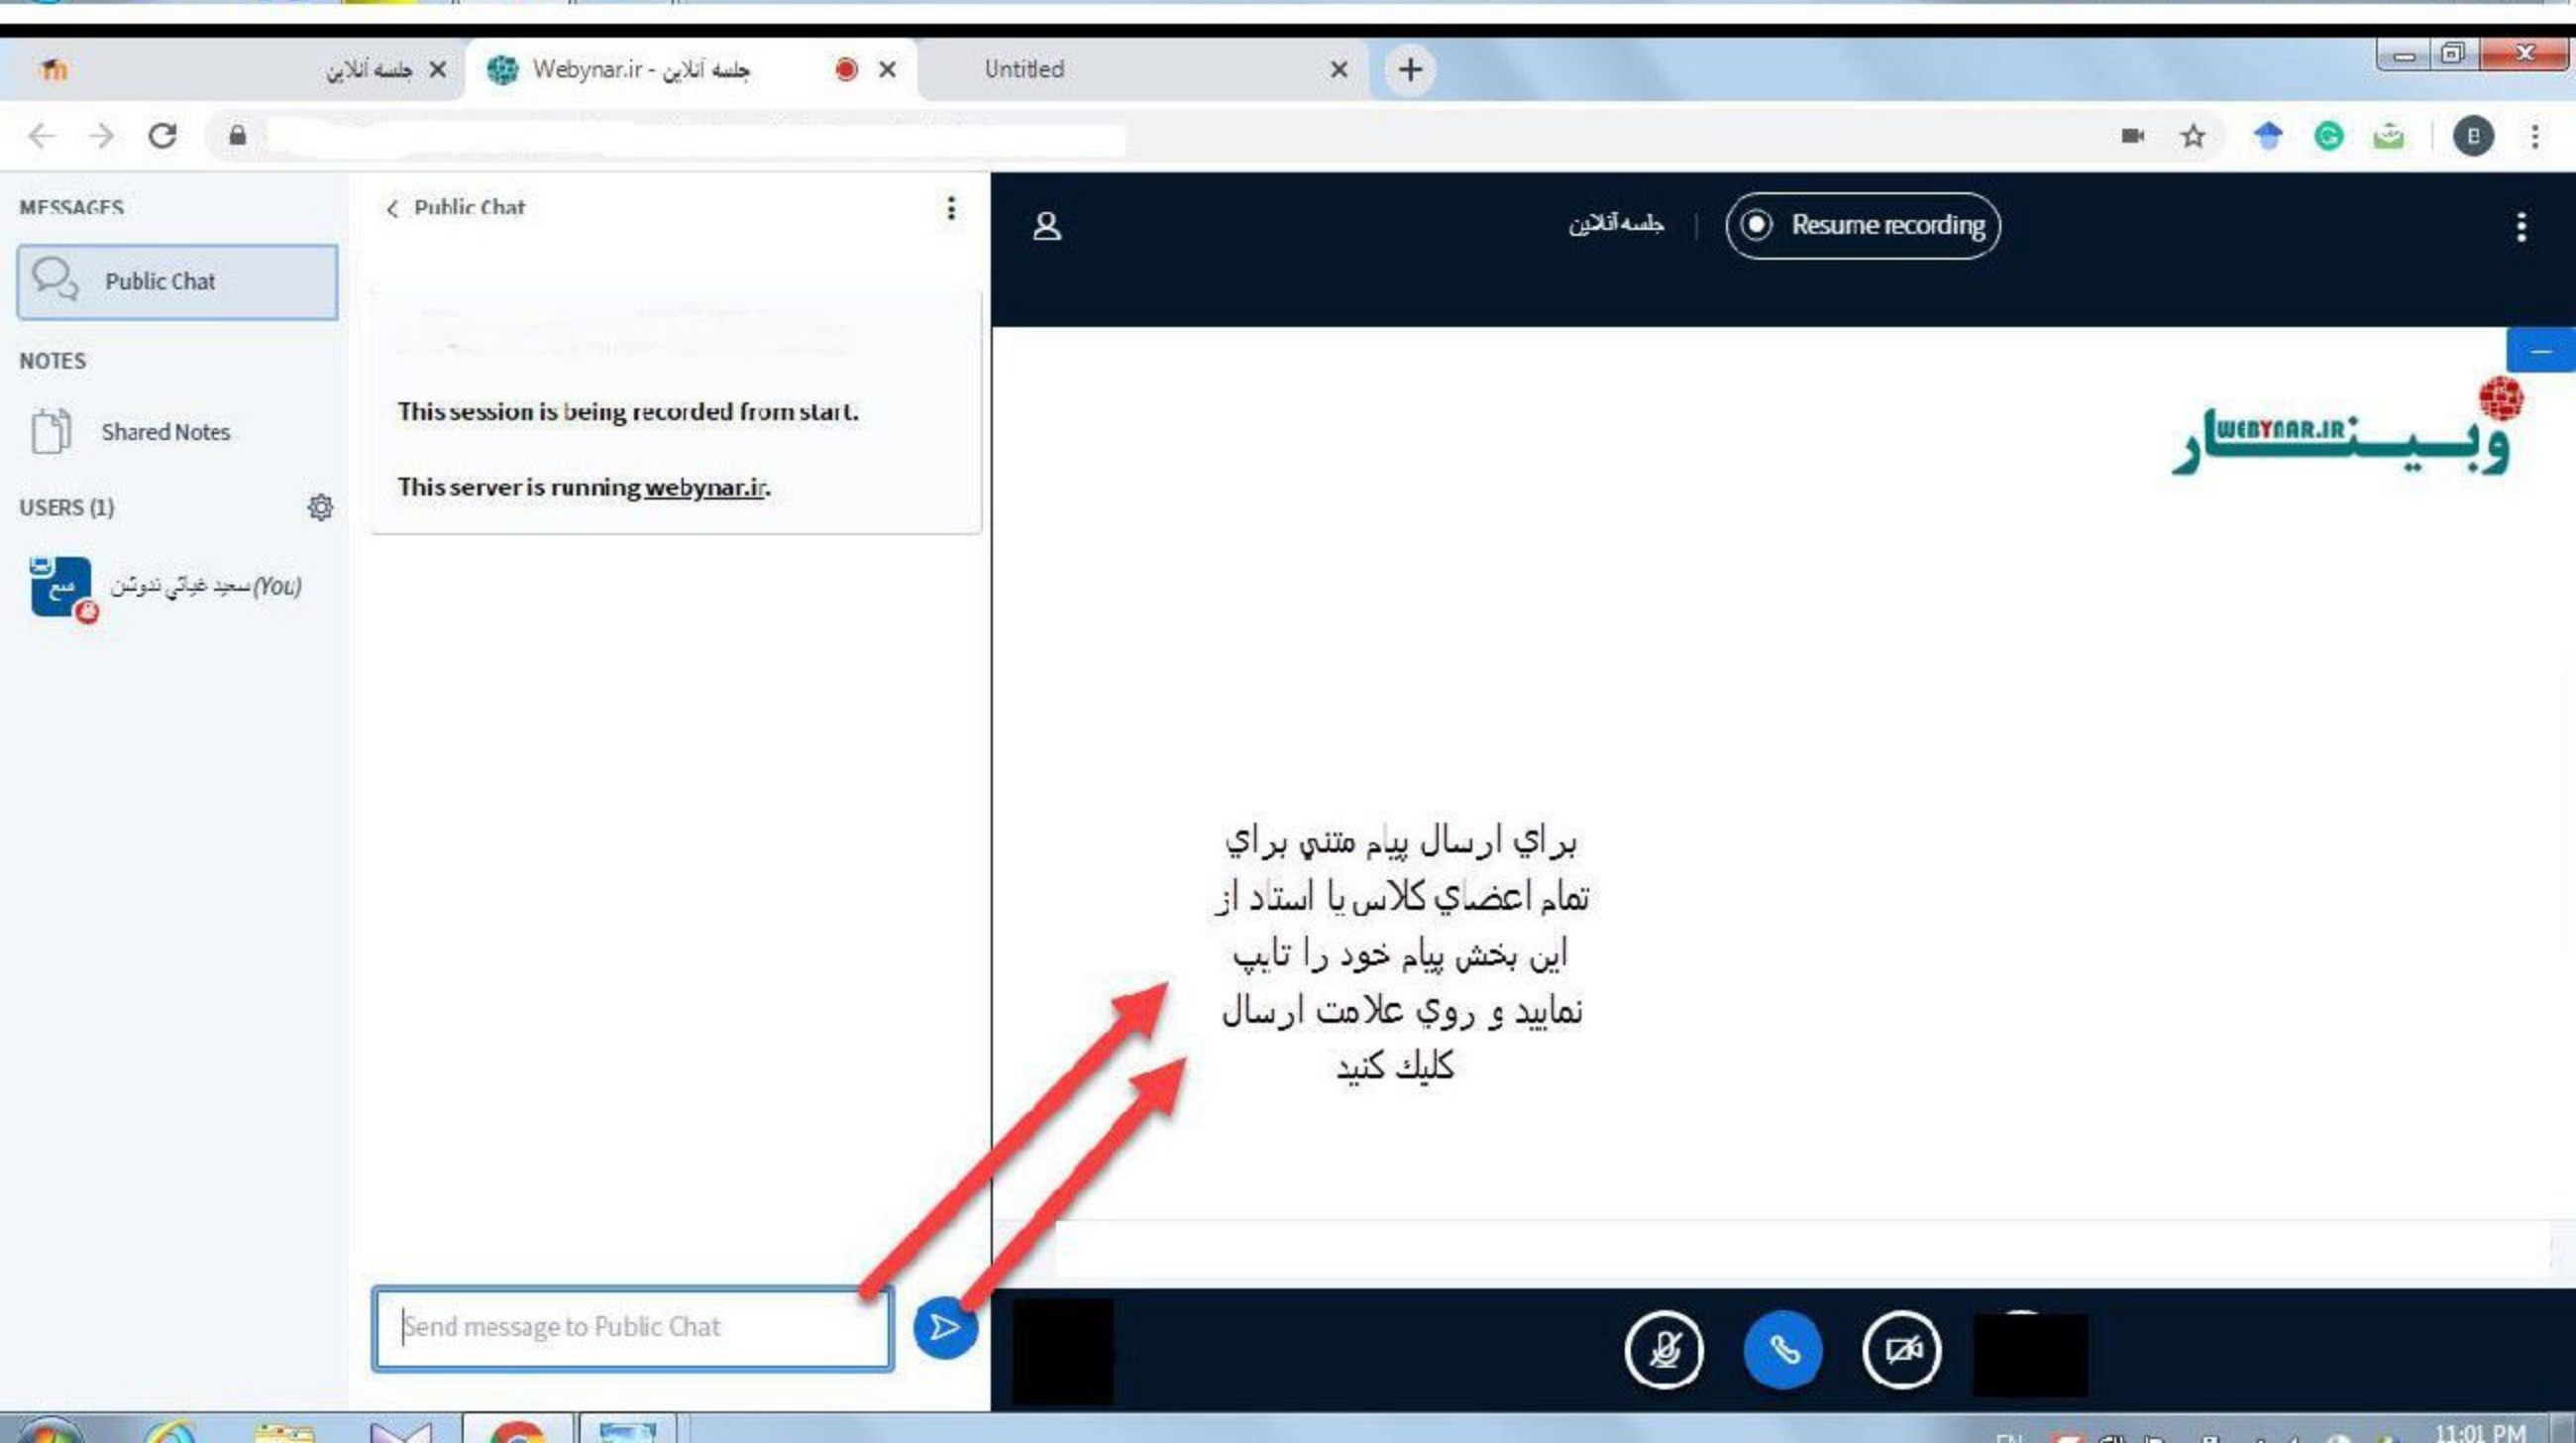 جلسه آنلاین
جلسه آنلاین - Webynar.ir
Untitled
B
MESSAGES
Public Chat
NOTES
Shared Notes
USERS (1)
سعيد غياثي ندوشن (You)
Public Chat
This session is being recorded from start.
This server is running webynar.ir.
Send message to Public Chat
جلسه آنلاین
Resume recording
وبینار
WEBYNAR.IR
براي ارسال پيام متني براي
تمام اعضاي كلاس يا استاد از
اين بخش پيام خود را تايپ
نماييد و روي علامت ارسال
كليك كنيد
11:01 PM